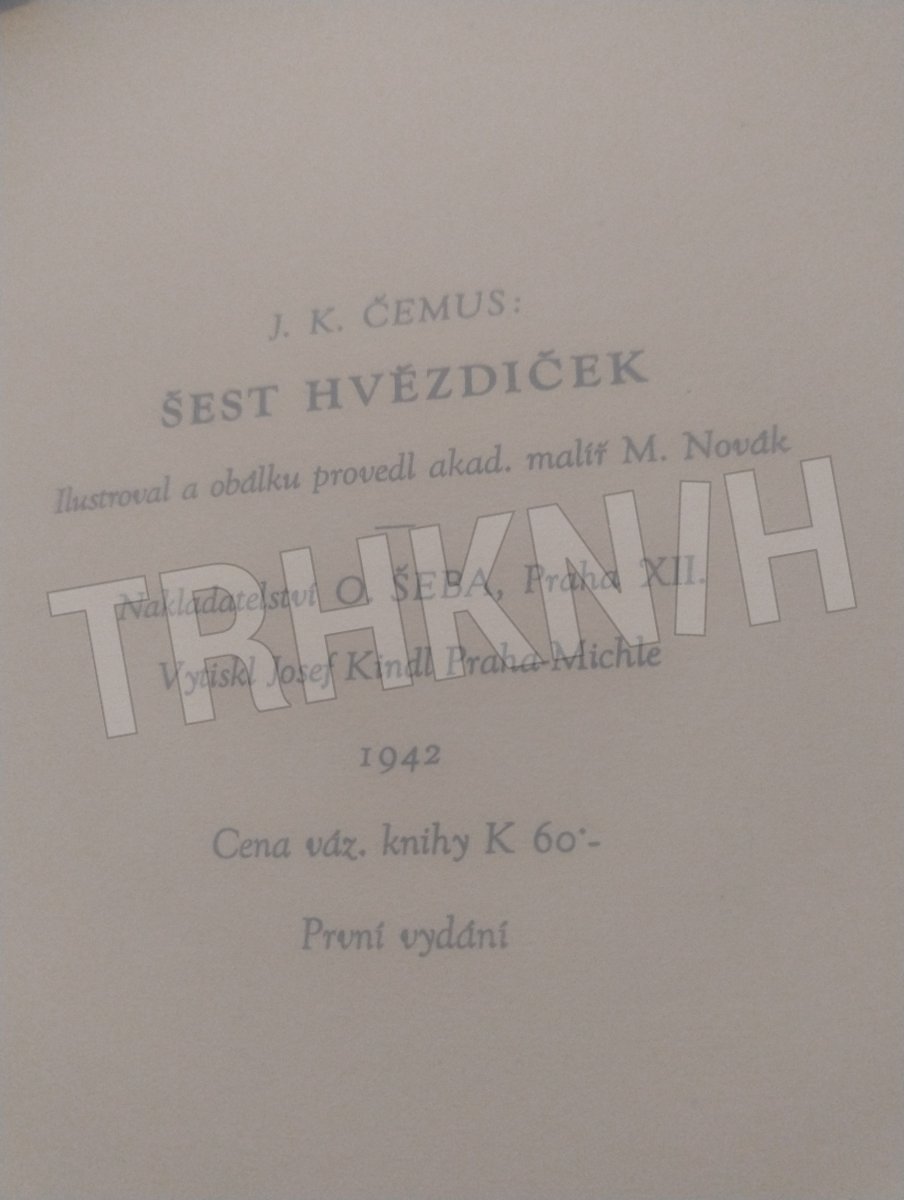 J. K. ČEMUS:
ŠEST HVĚZDIČEK
Ilustroval a obálku provedl akad. malíř M. Novák
Nakladatelství O. ŠEBA, Praha XII.
TRHKNIH
Vytiskl Josef Kindl Praha-Michle
1942
Cena váz. knihy K 60·-
První vydání